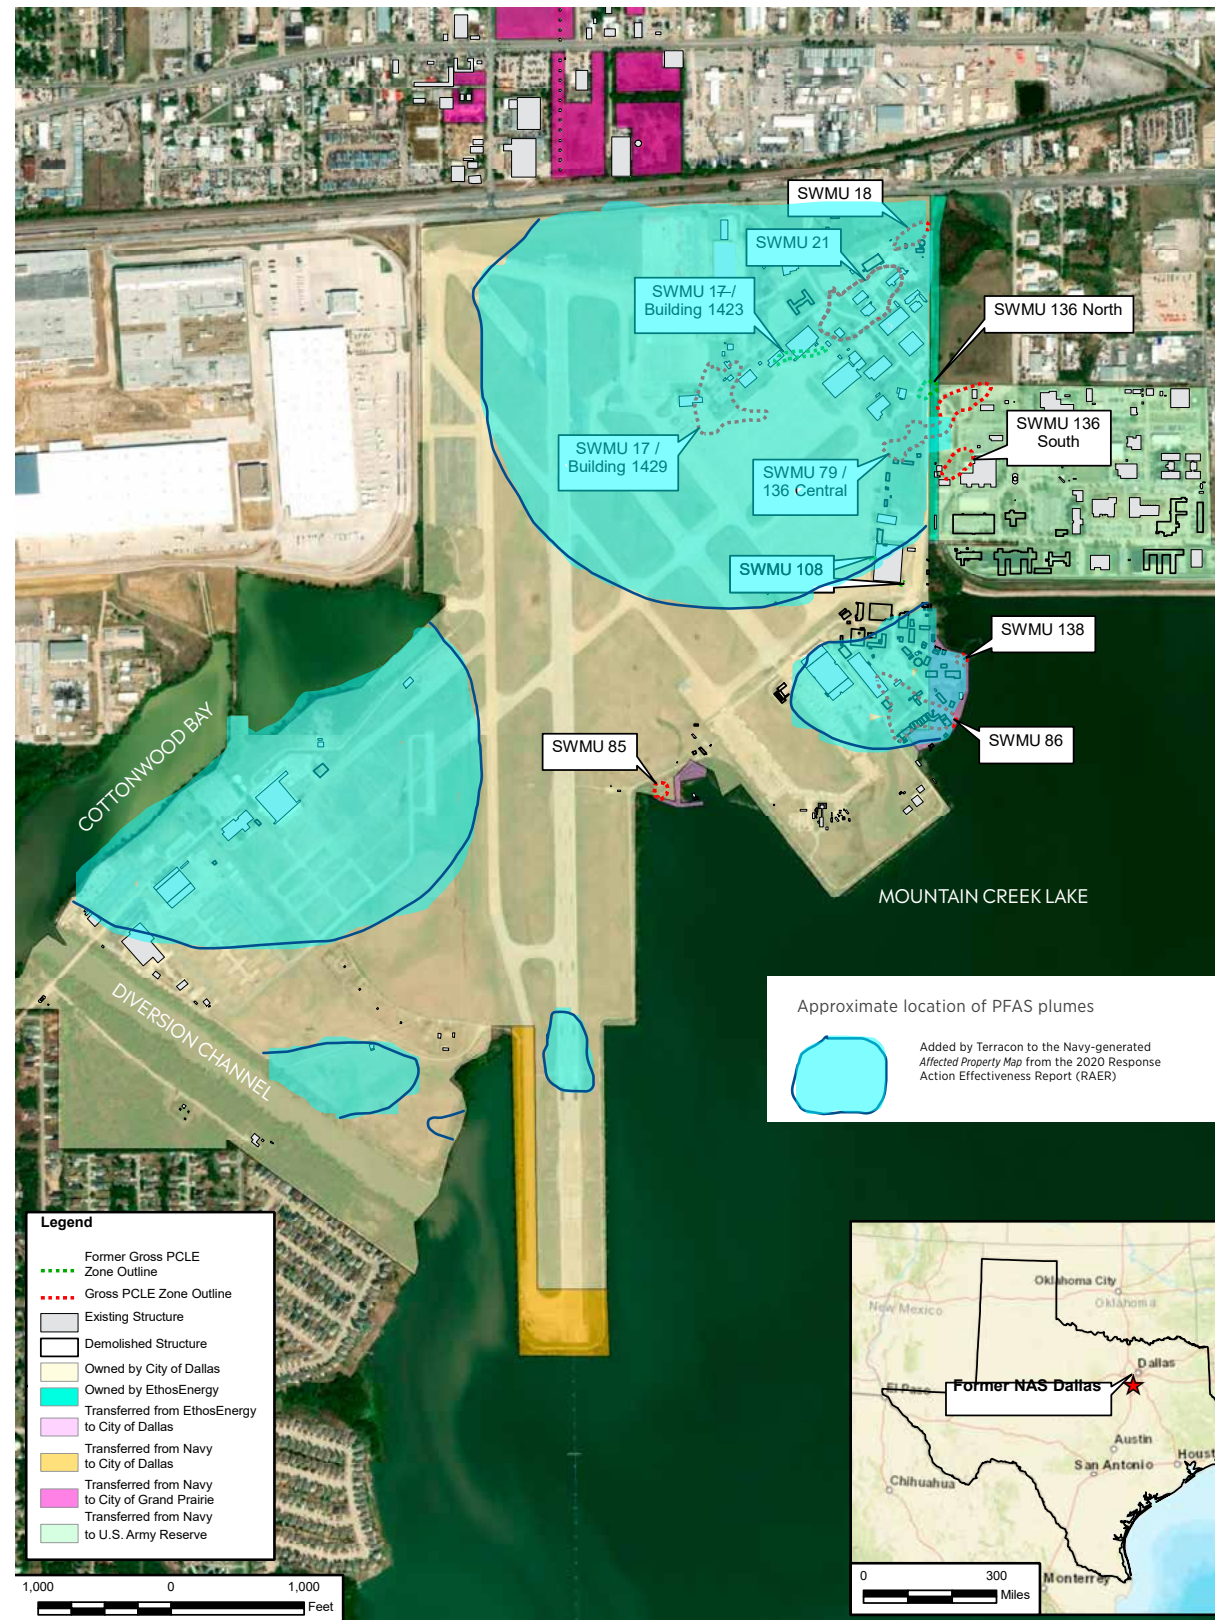 SWMU 18
SWMU 21
SWMU 17 /
Building 1423
SWMU 136 North
SWMU 136
South
SWMU 17 /
Building 1429
SWMU 79 /
136 Central
SWMU 108
SWMU 138
SWMU 86
SWMU 85
COTTONWOOD BAY
MOUNTAIN CREEK LAKE
DIVERSION CHANNEL
Approximate location of PFAS plumes
Added by Terracon to the Navy-generated
Affected Property Map from the 2020 Response
Action Effectiveness Report (RAER)
Legend
Former Gross PCLE
Zone Outline
Gross PCLE Zone Outline
Existing Structure
Demolished Structure
Owned by City of Dallas
Owned by EthosEnergy
Transferred from EthosEnergy
to City of Dallas
Transferred from Navy
to City of Dallas
Transferred from Navy
to City of Grand Prairie
Transferred from Navy
to U.S. Army Reserve
1,000 0 1,000
Feet
Oklahoma City
Oklahoma
New Mexico
Dallas
El Paso
Former NAS Dallas
Austin
Houst
San Antonio
Chihuahua
Monterrey
0 300
Miles